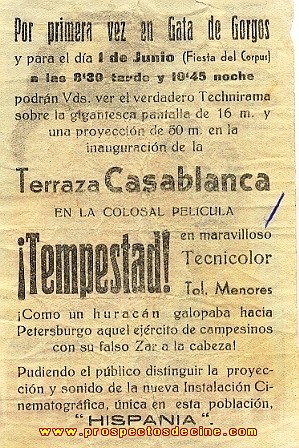 Por primera vez en Gata de Gorgos
y para el día 1 de Junio (Fiesta del Corpus)
a las 8'30 tarde y 10'45 noche
podrán Vds. ver el verdadero Technirama
sobre la gigantesca pantalla de 16 m. y
una proyección de 50 m. en la
inauguración de la
Terraza Casablanca
EN LA COLOSAL PELICULA
¡Tempestad!
en maravilloso
Tecnicolor
Tol. Menores
¡Como un huracán galopaba hacia
Petersburgo aquel ejército de campesinos
con su falso Zar a la cabeza!
Pudiendo el público distinguir la proyec-
ción y sonido de la nueva Instalación Ci-
nematográfica, única en esta población,
"HISPANIA"
www.prospectosdecine.com